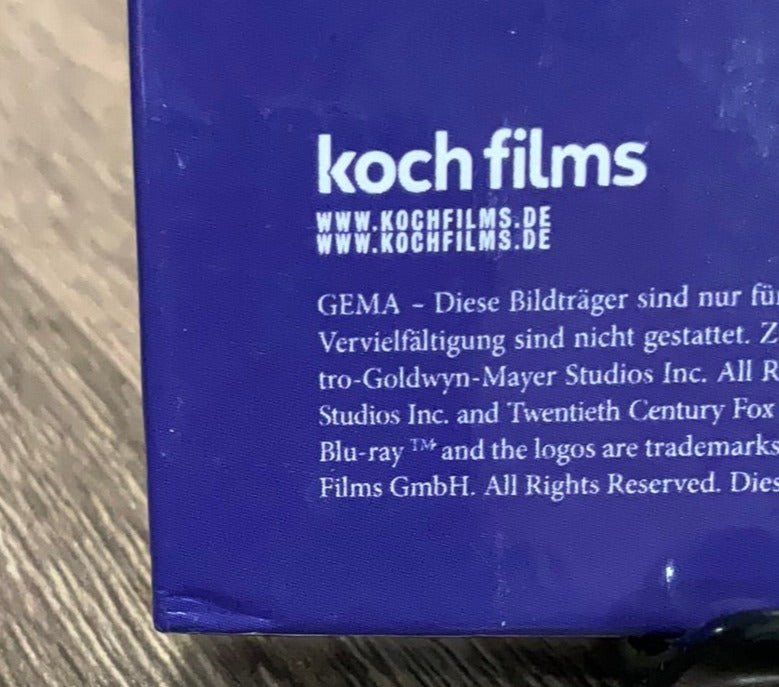 koch films
WWW.KOCHFILMS.DE
WWW.KOCHFILMS.DE
GEMA – Diese Bildträger sind nur für
Vervielfältigung sind nicht gestattet. Z
tro-Goldwyn-Mayer Studios Inc. All R
Studios Inc. and Twentieth Century Fox
Blu-ray ™ and the logos are trademarks
Films GmbH. All Rights Reserved. Dies